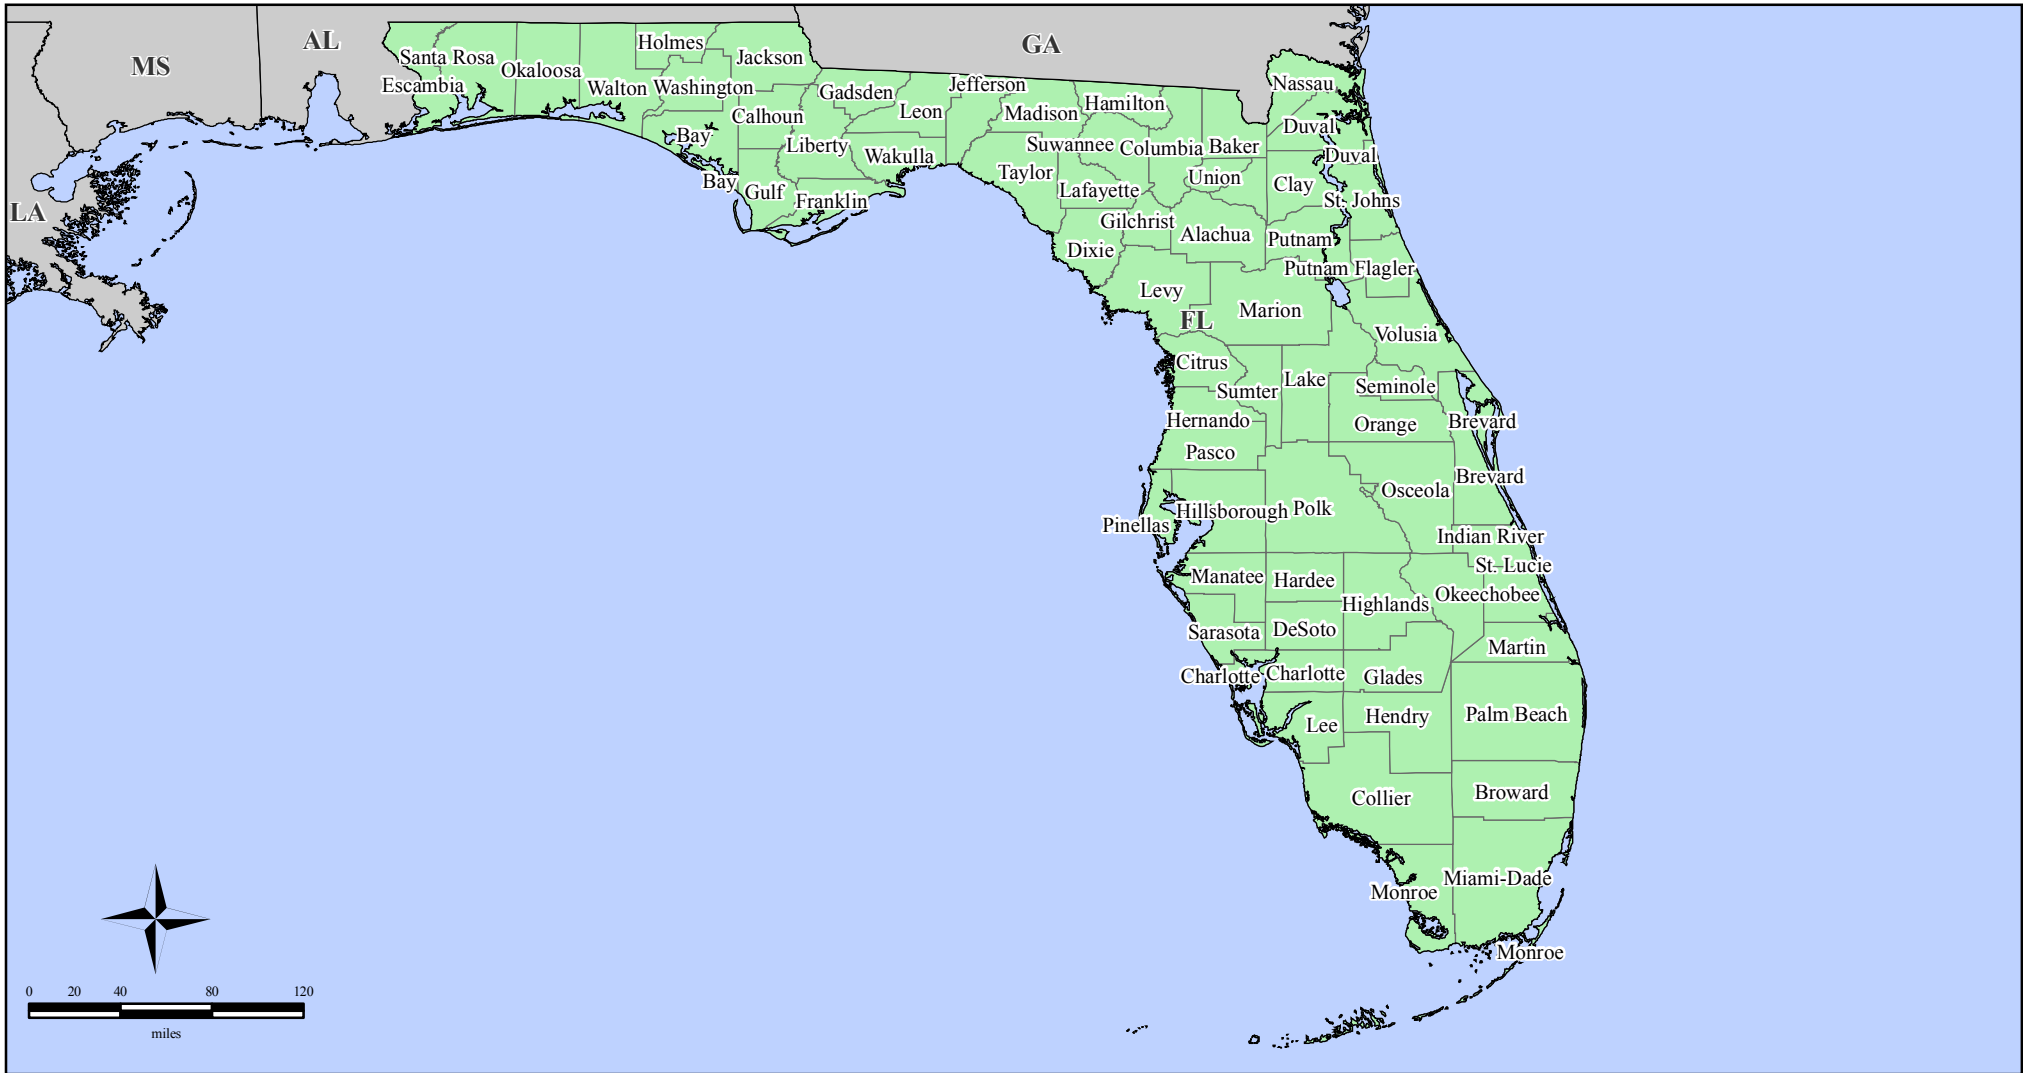 MS
AL
GA
LA
FL
Holmes
Santa Rosa
Jackson
Okaloosa
Escambia
Walton
Washington
Gadsden
Jefferson
Nassau
Calhoun
Leon
Madison
Hamilton
Bay
Liberty
Wakulla
Suwannee
Columbia
Baker
Duval
Duval
Bay
Gulf
Franklin
Taylor
Lafayette
Union
Clay
St. Johns
Gilchrist
Alachua
Putnam
Dixie
Putnam
Flagler
Levy
Marion
Volusia
Citrus
Sumter
Lake
Seminole
Hernando
Orange
Brevard
Pasco
Brevard
Osceola
Hillsborough
Polk
Pinellas
Indian River
St. Lucie
Manatee
Hardee
Okeechobee
Highlands
Sarasota
DeSoto
Martin
Charlotte
Charlotte
Glades
Lee
Hendry
Palm Beach
Collier
Broward
Miami-Dade
Monroe
Monroe
0 20 40 80 120
miles